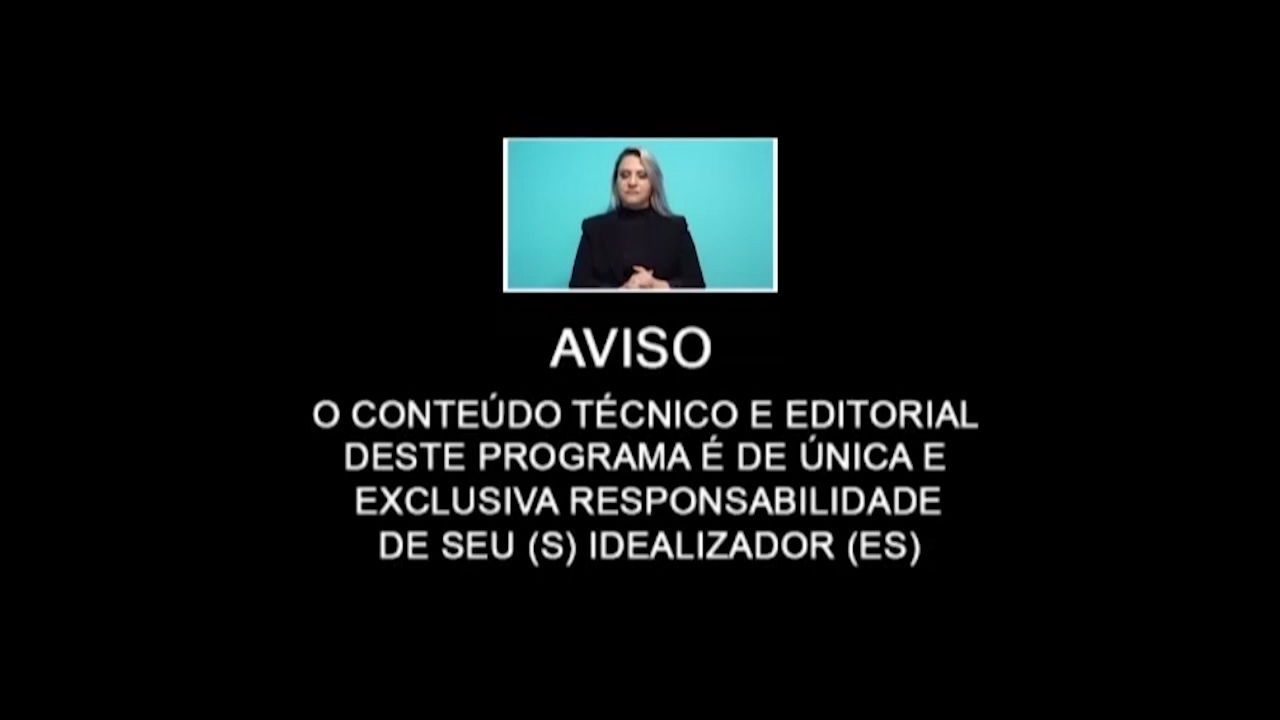 AVISO
O CONTEÚDO TÉCNICO E EDITORIAL
DESTE PROGRAMA É DE ÚNICA E
EXCLUSIVA RESPONSABILIDADE
DE SEU (S) IDEALIZADOR (ES)